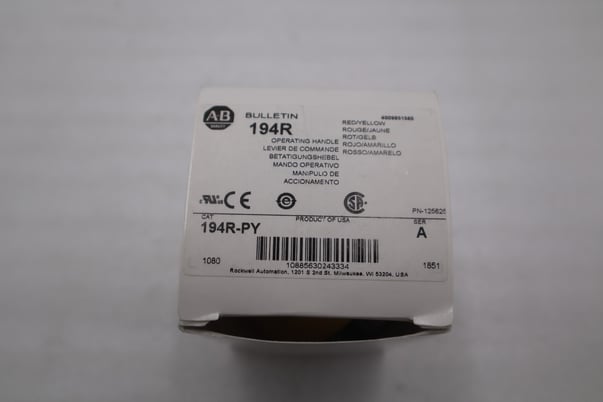 AB
QUALITY
BULLETIN
194R
OPERATING HANDLE
LEVIER DE COMMANDE
BETATIGUNGSHEBEL
MANDO OPERATIVO
MANIPULO DE
ACCIONAMENTO
RED/YELLOW
ROUGE/JAUNE
ROT/GELB
ROJO/AMARILLO
ROSSO/AMARELO
CE
PN-125626
CAT
194R-PY
PRODUCT OF USA
SER
A
1080
10885630243334
1851
Rockwell Automation, 1201 S 2nd St. Milwaukee, WI 53204, USA